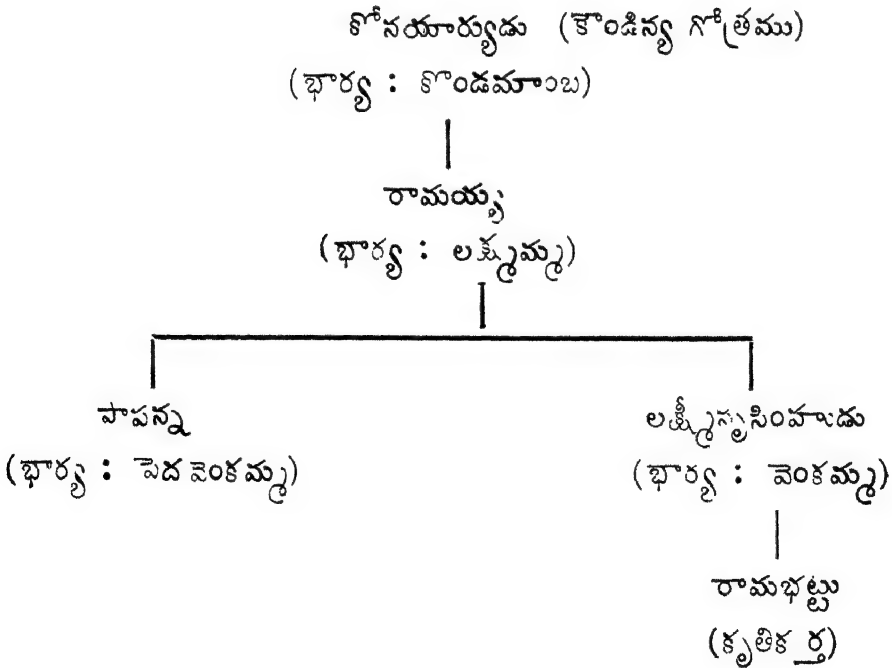 కోనయార్యుడు (కౌండిన్య గోత్రము)
(భార్య : కొండమాంబ)
రామయ్య
(భార్య : లక్ష్మమ్మ)
పాపన్న
లక్ష్మీనృసింహుడు
(భార్య : పెద వెంకమ్మ)
(భార్య : వెంకమ్మ)
రామభట్టు
(కృతికర్త)